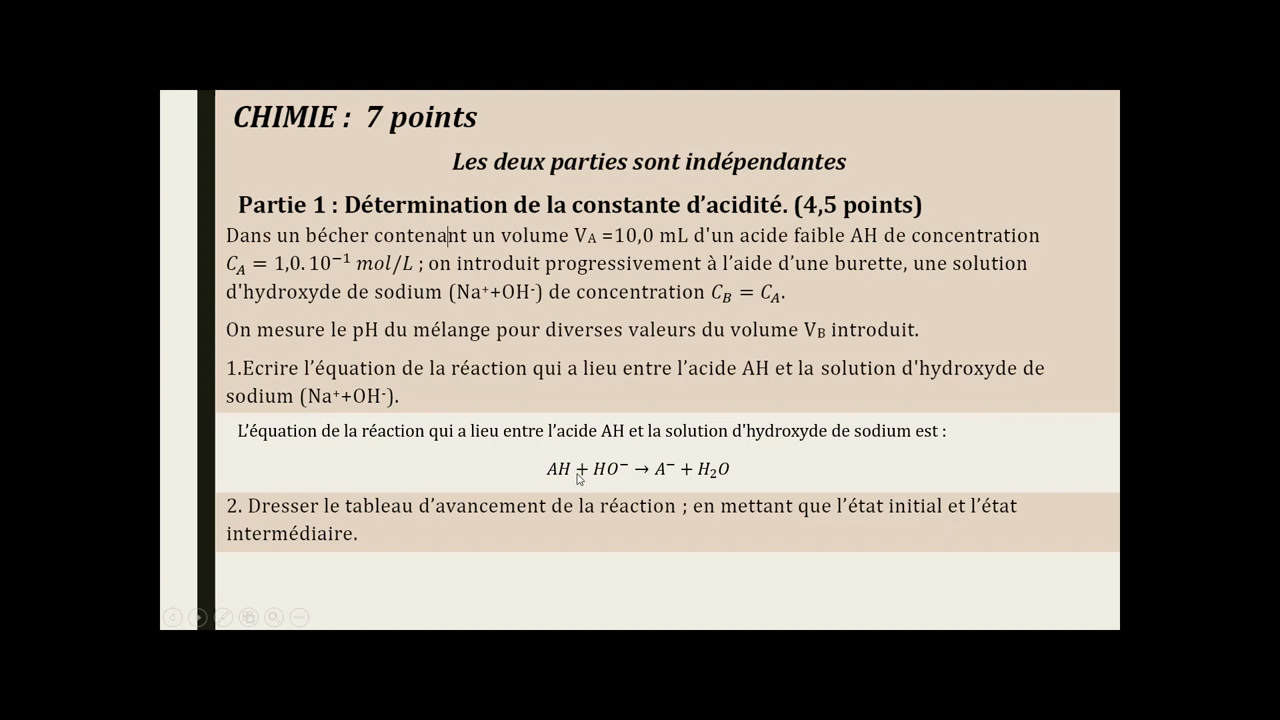 CHIMIE : 7 points
Les deux parties sont indépendantes
Partie 1 : Détermination de la constante d’acidité. (4,5 points)
Dans un bécher contenant un volume VA =10,0 mL d'un acide faible AH de concentration
C_A = 1,0. 10⁻¹ mol/L ; on introduit progressivement à l’aide d’une burette, une solution
d'hydroxyde de sodium (Na⁺+OH⁻) de concentration C_B = C_A.
On mesure le pH du mélange pour diverses valeurs du volume VB introduit.
1.Ecrire l’équation de la réaction qui a lieu entre l’acide AH et la solution d'hydroxyde de
sodium (Na⁺+OH⁻).
L’équation de la réaction qui a lieu entre l’acide AH et la solution d'hydroxyde de sodium est :
AH + HO⁻ → A⁻ + H₂O
2. Dresser le tableau d’avancement de la réaction ; en mettant que l’état initial et l’état
intermédiaire.